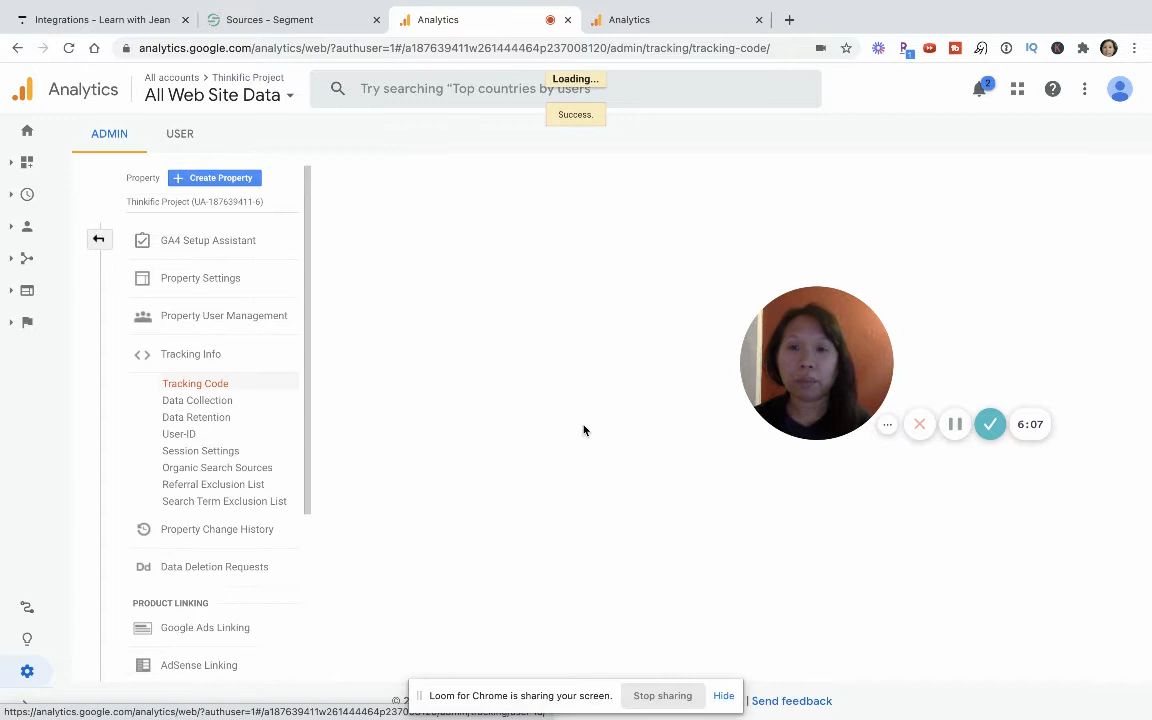 Integrations - Learn with Jean
Sources - Segment
Analytics
Analytics
analytics.google.com/analytics/web/?authuser=1#/a187639411w261444464p237008120/admin/tracking/tracking-code/
Analytics
All accounts > Thinkific Project
All Web Site Data
Try searching "Top countries by users
Loading...
Success.
2
ADMIN
USER
Property
Create Property
Thinkific Project (UA-187639411-6)
GA4 Setup Assistant
Property Settings
Property User Management
Tracking Info
Tracking Code
Data Collection
Data Retention
User-ID
Session Settings
Organic Search Sources
Referral Exclusion List
Search Term Exclusion List
Property Change History
Dd Data Deletion Requests
PRODUCT LINKING
Google Ads Linking
AdSense Linking
6:07
Loom for Chrome is sharing your screen.
Stop sharing
Hide
Send feedback